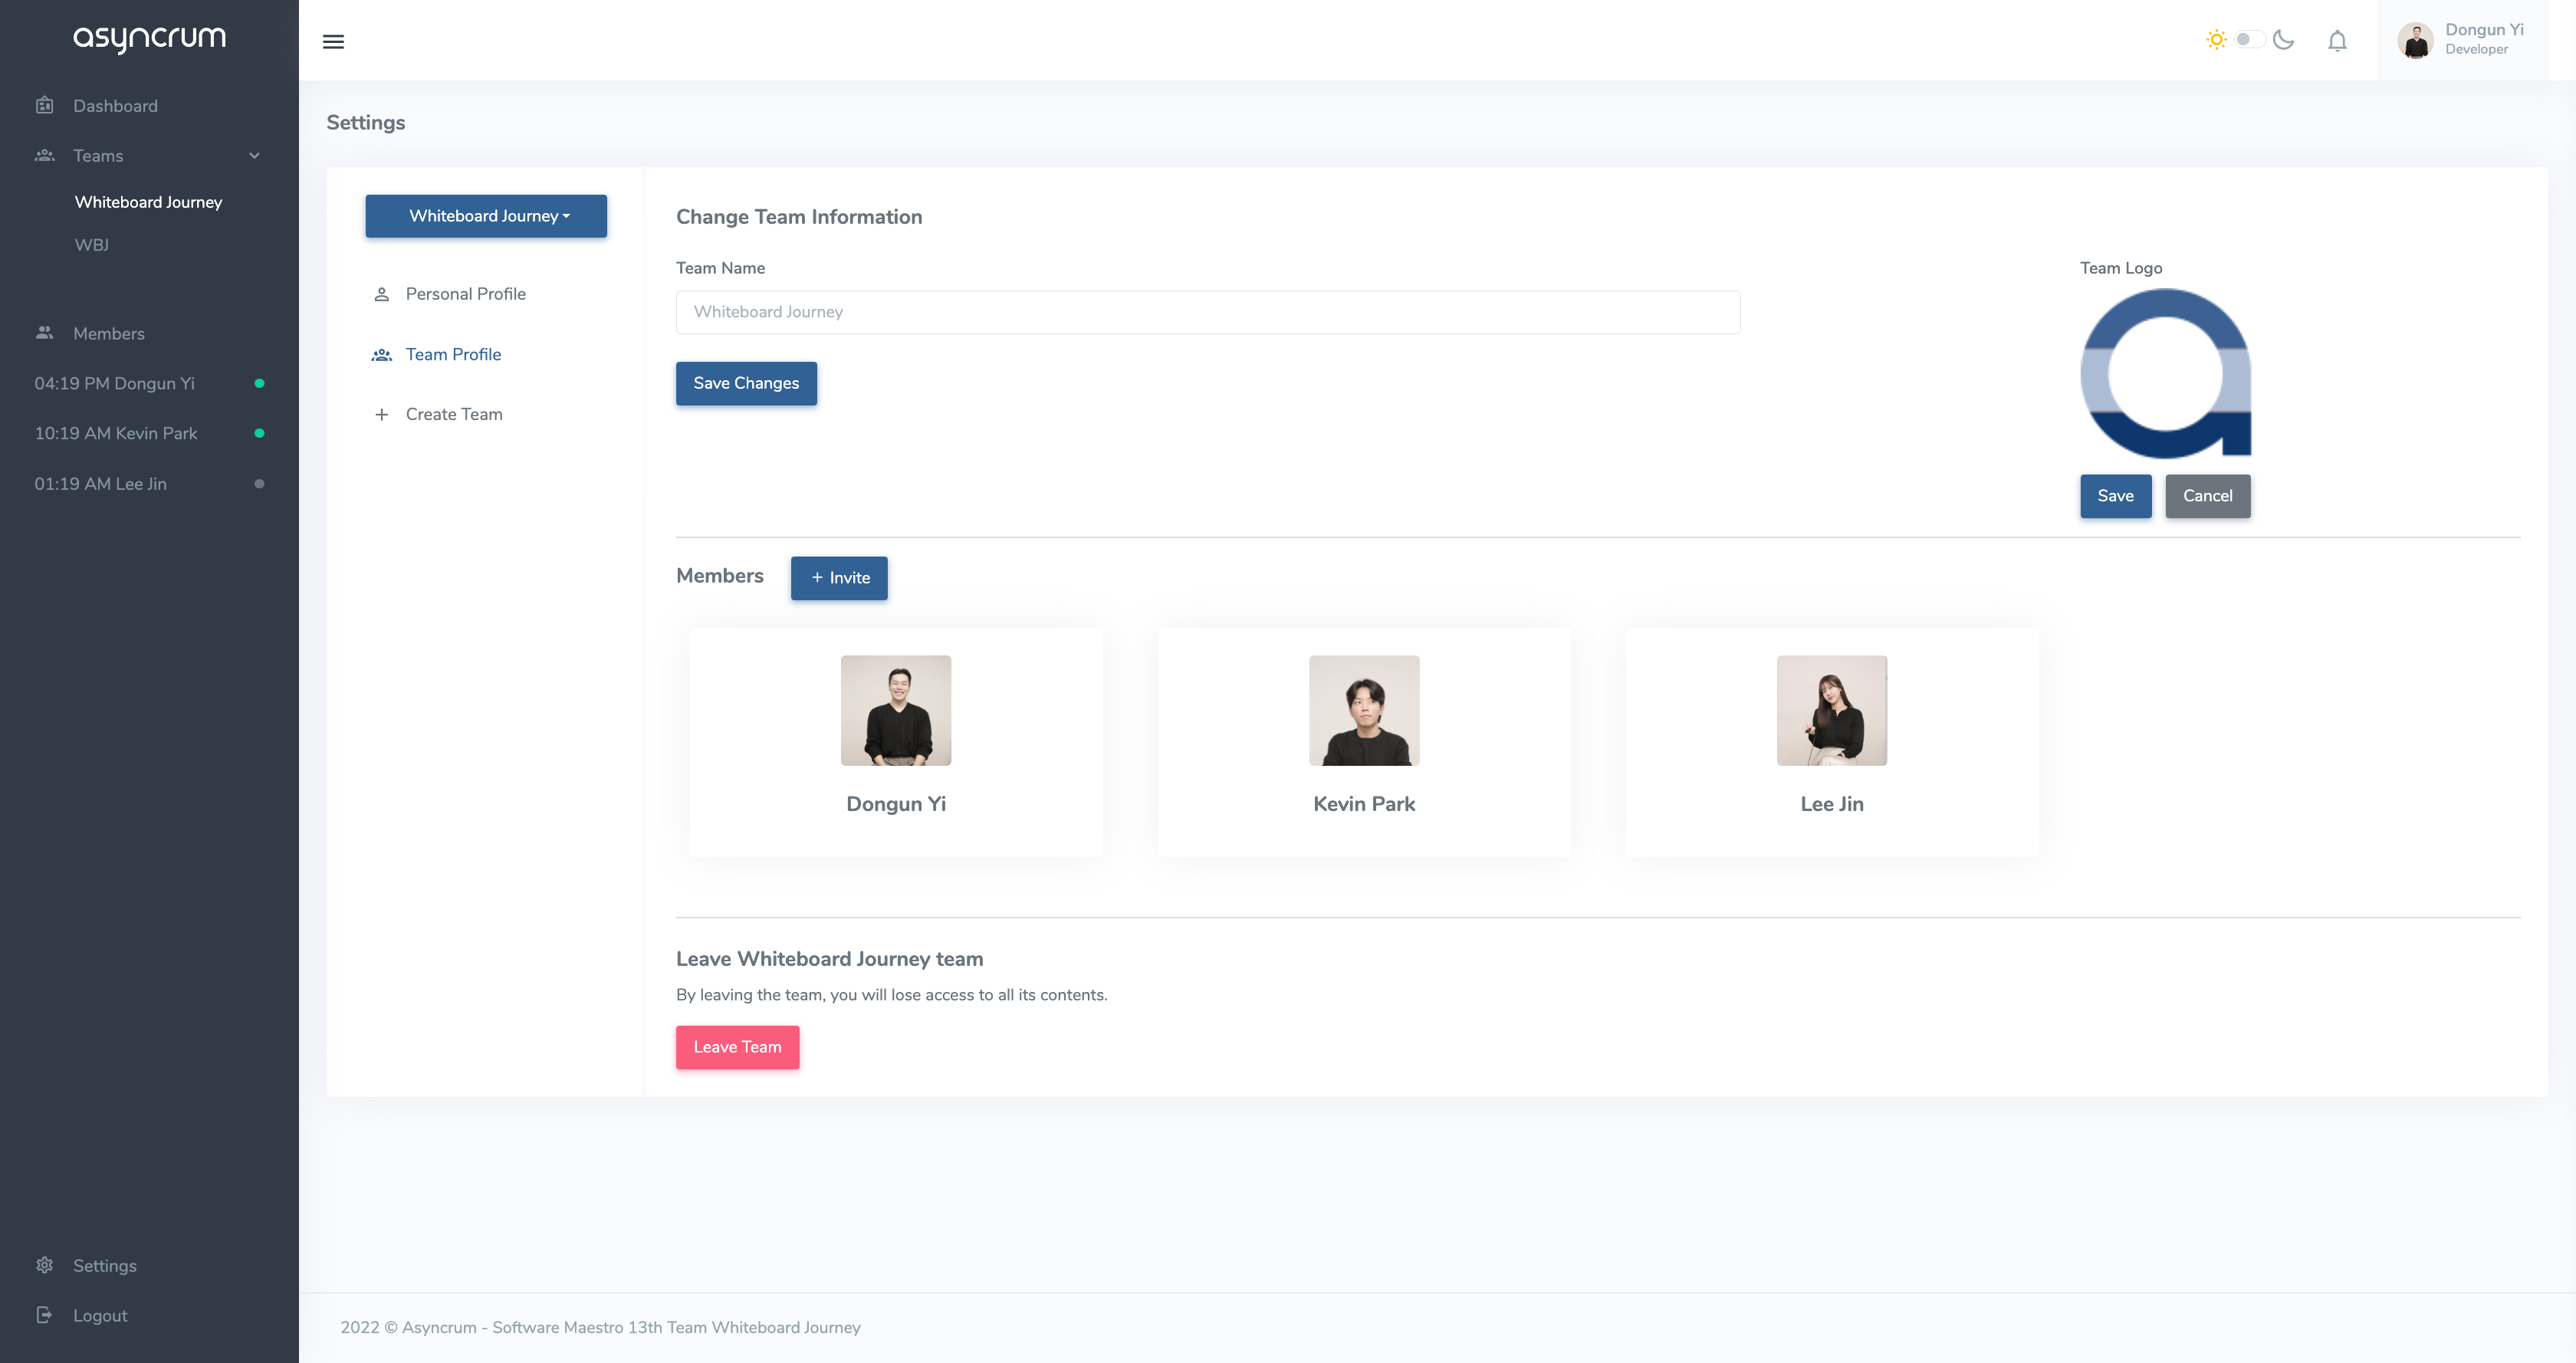 asyncrum
Dashboard
Teams
Whiteboard Journey
WBJ
Members
04:19 PM Dongun Yi
10:19 AM Kevin Park
01:19 AM Lee Jin
Settings
Logout
Dongun Yi
Developer
Settings
Whiteboard Journey
Personal Profile
Team Profile
Create Team
Change Team Information
Team Name
Whiteboard Journey
Save Changes
Team Logo
Save Cancel
Members + Invite
Dongun Yi
Kevin Park
Lee Jin
Leave Whiteboard Journey team
By leaving the team, you will lose access to all its contents.
Leave Team
2022 © Asyncrum - Software Maestro 13th Team Whiteboard Journey